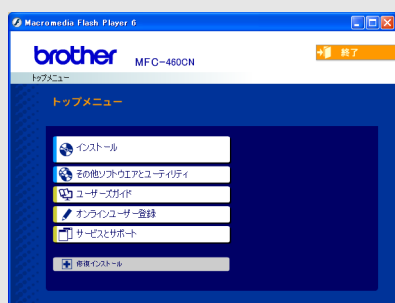 Macromedia Flash Player 6
brother MFC-460CN
終了
トップメニュー
トップメニュー
インストール
その他ソフトウエアとユーティリティ
ユーザーズガイド
オンラインユーザー登録
サービスとサポート
修復インストール